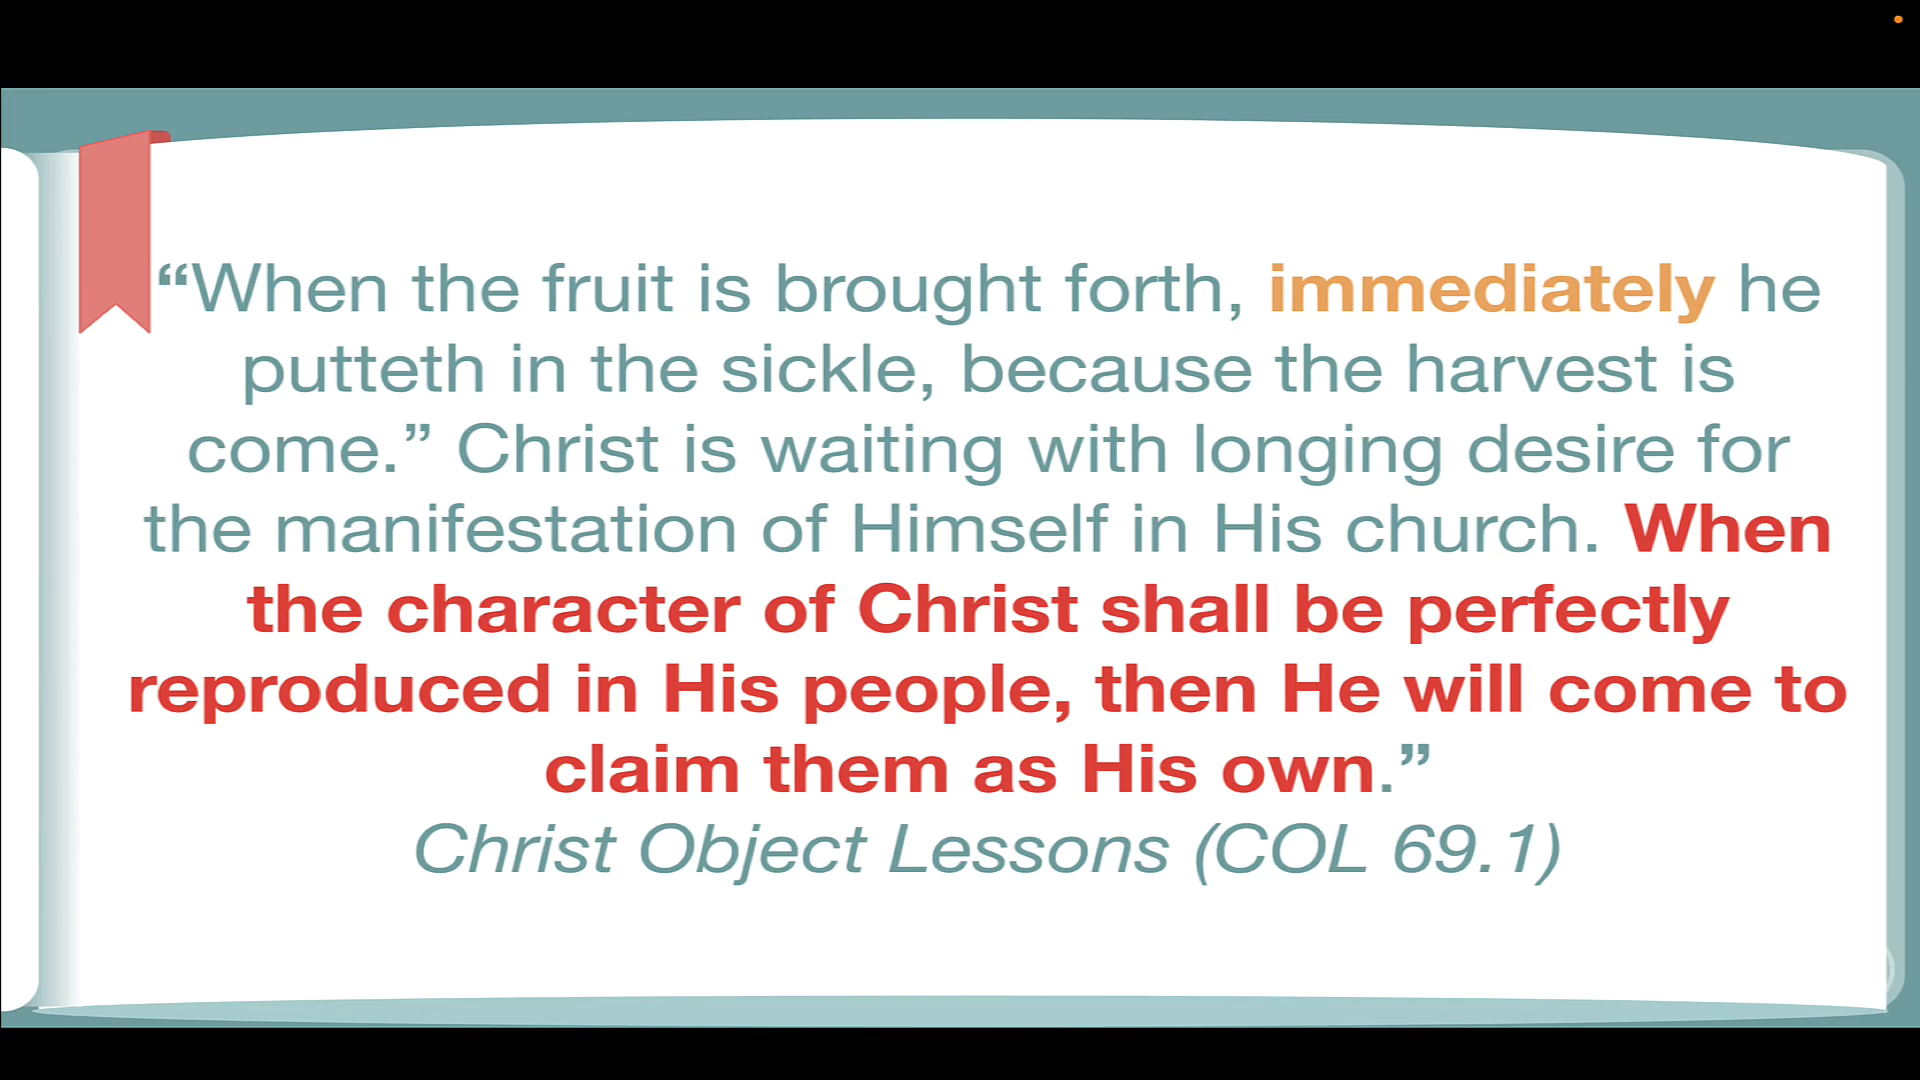 “When the fruit is brought forth, immediately he
putteth in the sickle, because the harvest is
come.” Christ is waiting with longing desire for
the manifestation of Himself in His church. When
the character of Christ shall be perfectly
reproduced in His people, then He will come to
claim them as His own.”
Christ Object Lessons (COL 69.1)